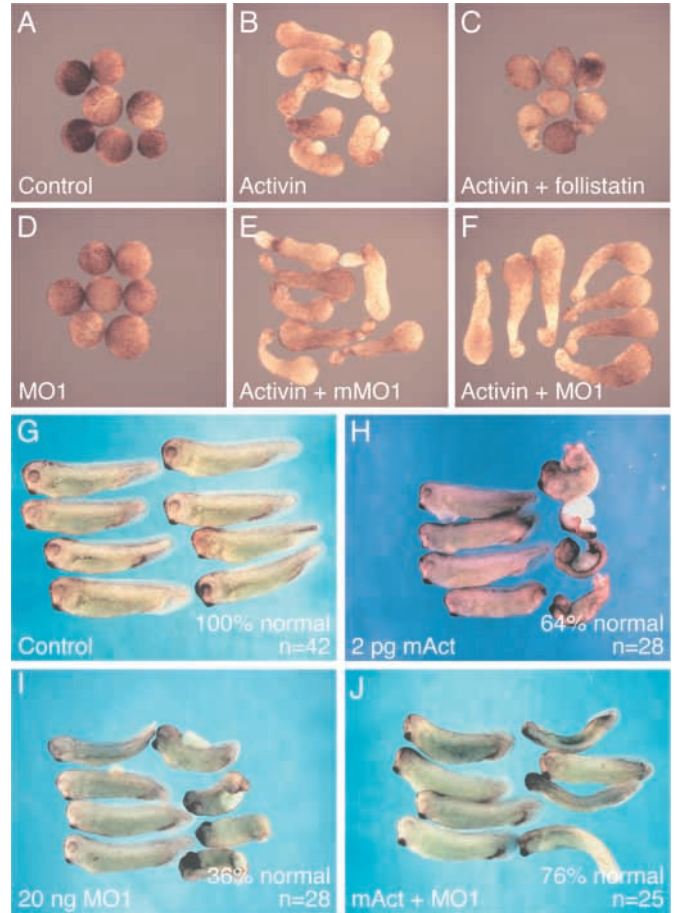 A
Control
B
Activin
C
Activin + follistatin
D
MO1
E
Activin + mMO1
F
Activin + MO1
G
100% normal
Control
n=42
H
64% normal
2 pg mAct
n=28
I
36% normal
20 ng MO1
n=28
J
76% normal
mAct + MO1
n=25